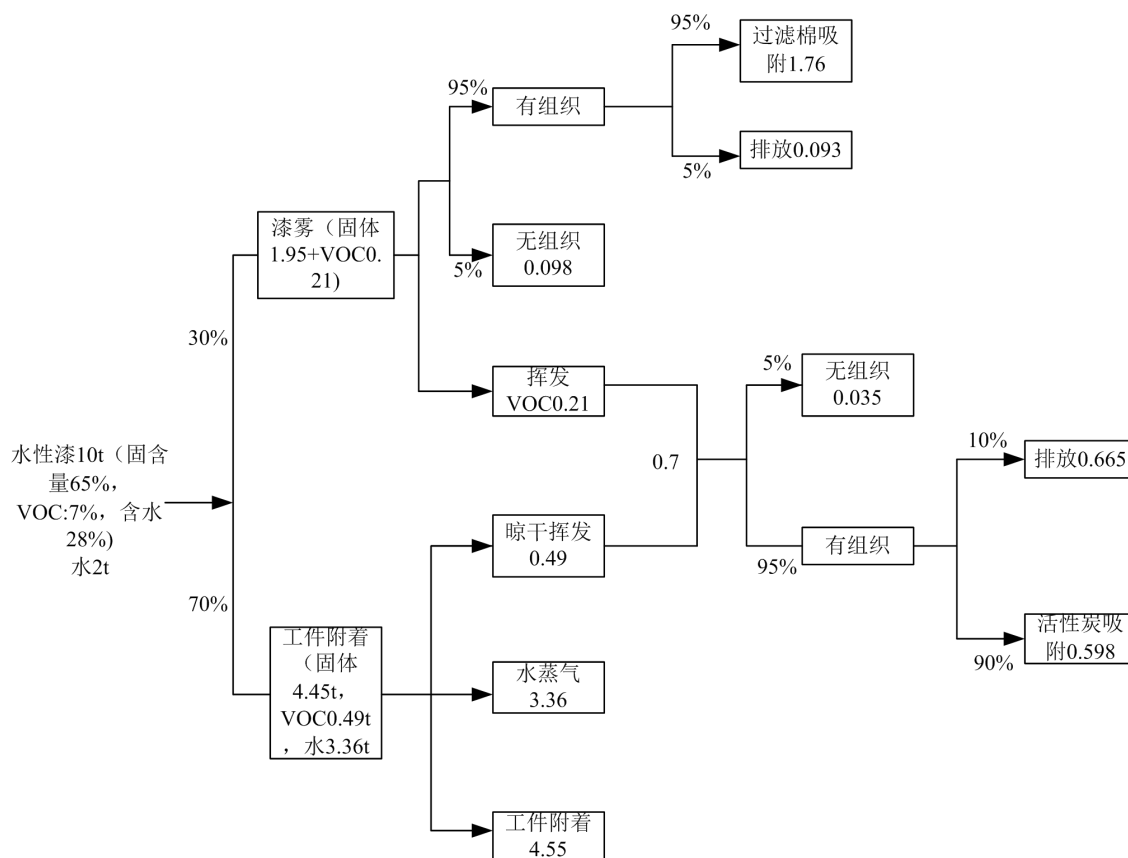 95%
过滤棉吸
附1.76
95%
有组织
5%
排放0.093
漆雾（固体
1.95+VOC0.
21)
5%
无组织
0.098
30%
挥发
VOC0.21
5%
无组织
0.035
水性漆10t（固含
量65%，
VOC:7%，含水
28%)
水2t
0.7
10%
排放0.665
晾干挥发
0.49
95%
有组织
70%
工件附着
（固体
4.45t，
VOC0.49t
，水3.36t
水蒸气
3.36
90%
活性炭吸
附0.598
工件附着
4.55